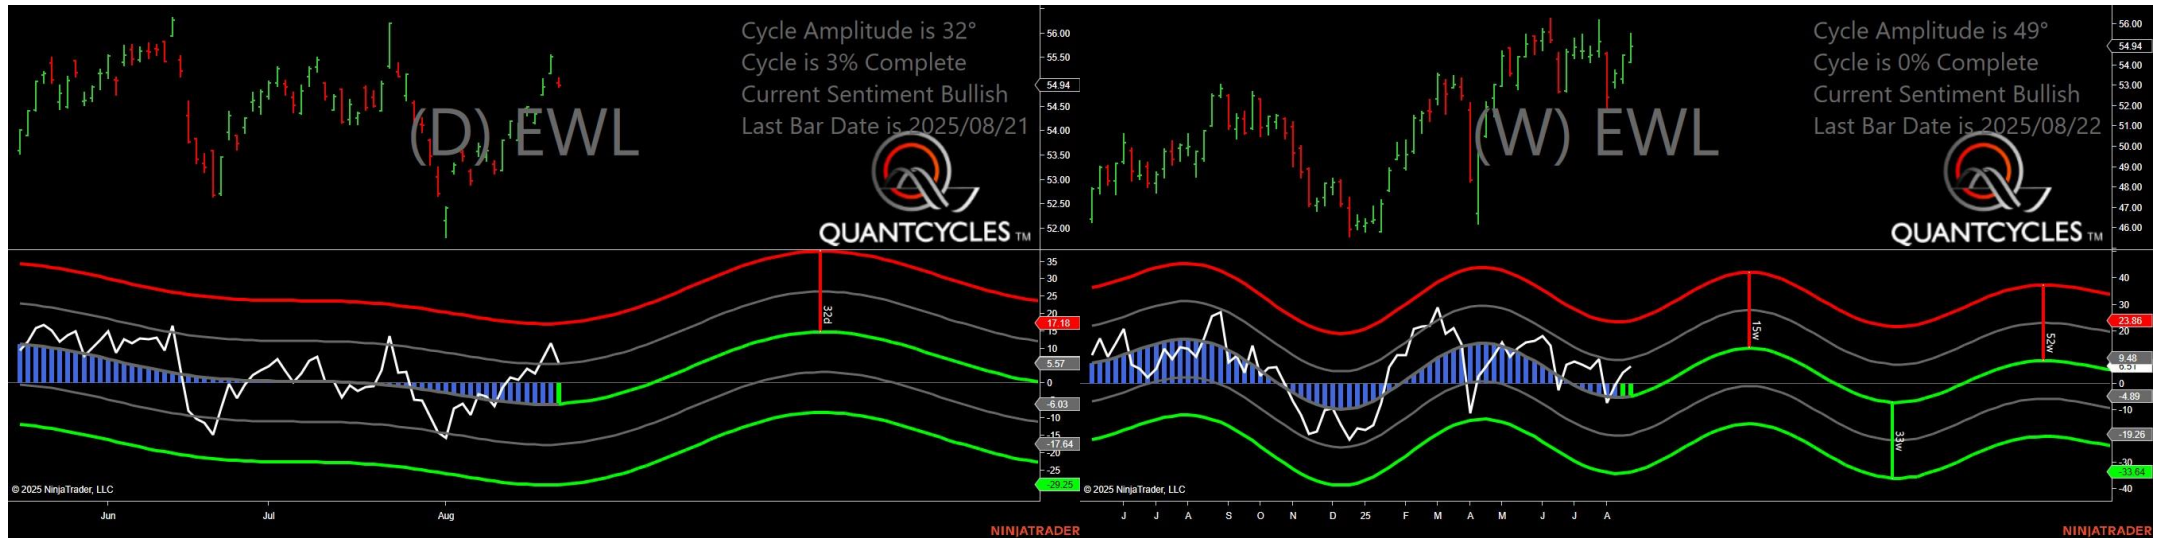 Cycle Amplitude is 32°
Cycle is 3% Complete
Current Sentiment Bullish
Last Bar Date is 2025/08/21
(D) EWL
QUANTCYCLES TM
56.00
55.50
54.94
54.50
54.00
53.50
53.00
52.50
52.00
35
30
25
20
17.18
15
10
5.57
0
-6.03
-10
-15
-17.64
-20
-25
-29.25
32d
© 2025 NinjaTrader, LLC
Jun
Jul
Aug
NINJATRADER
Cycle Amplitude is 49°
Cycle is 0% Complete
Current Sentiment Bullish
Last Bar Date is 2025/08/22
(W) EWL
QUANTCYCLES TM
56.00
54.94
54.00
53.00
52.00
51.00
50.00
49.00
48.00
47.00
46.00
40
30
23.86
20
9.48
6.51
0
-4.89
-10
-19.26
-30
-33.64
-40
15w
52w
33w
© 2025 NinjaTrader, LLC
J
J
A
S
O
N
D
25
F
M
A
M
J
J
A
NINJATRADER